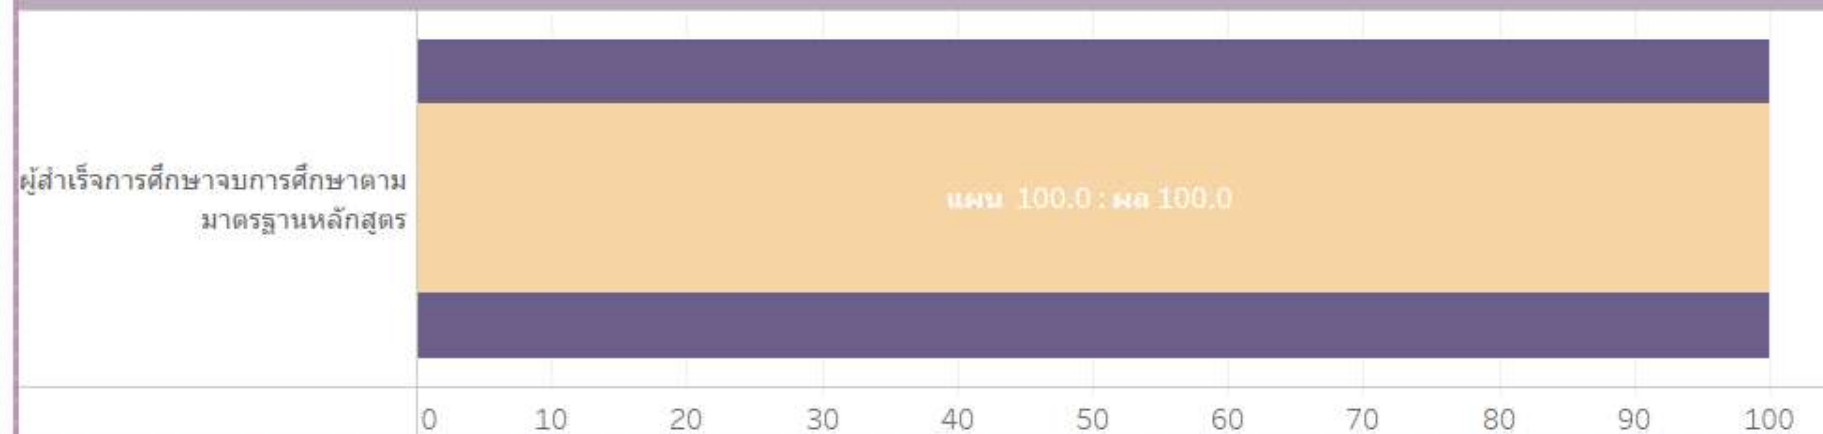 ผู้สำเร็จการศึกษาจบการศึกษาตาม
มาตรฐานหลักสูตร
แผน 100.0 : ผล 100.0
0 10 20 30 40 50 60 70 80 90 100